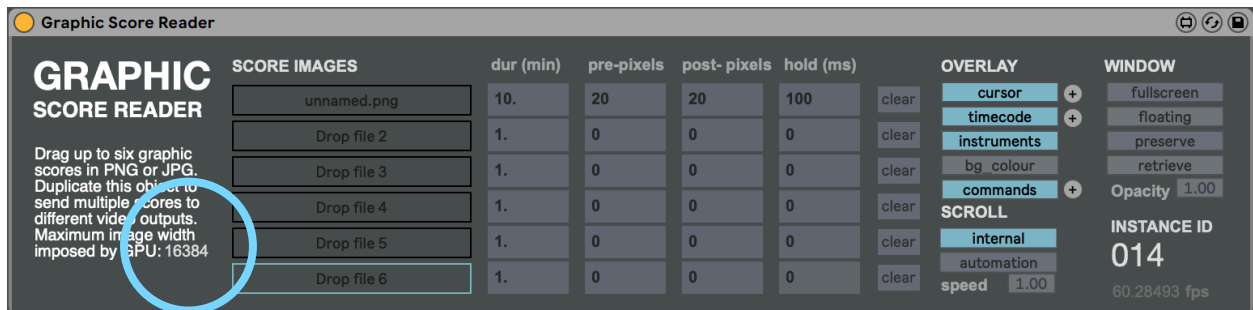 Graphic Score Reader
GRAPHIC
SCORE READER
Drag up to six graphic
scores in PNG or JPG.
Duplicate this object to
send multiple scores to
different video outputs.
Maximum image width
imposed by GPU: 16384
SCORE IMAGES dur (min) pre-pixels post- pixels hold (ms)
unnamed.png 10. 20 20 100 clear
Drop file 2 1. 0 0 0 clear
Drop file 3 1. 0 0 0 clear
Drop file 4 1. 0 0 0 clear
Drop file 5 1. 0 0 0 clear
Drop file 6 1. 0 0 0 clear
OVERLAY
cursor +
timecode +
instruments
bg_colour
commands +
SCROLL
internal
automation
speed 1.00
WINDOW
fullscreen
floating
preserve
retrieve
Opacity 1.00
INSTANCE ID
014
60.28493 fps